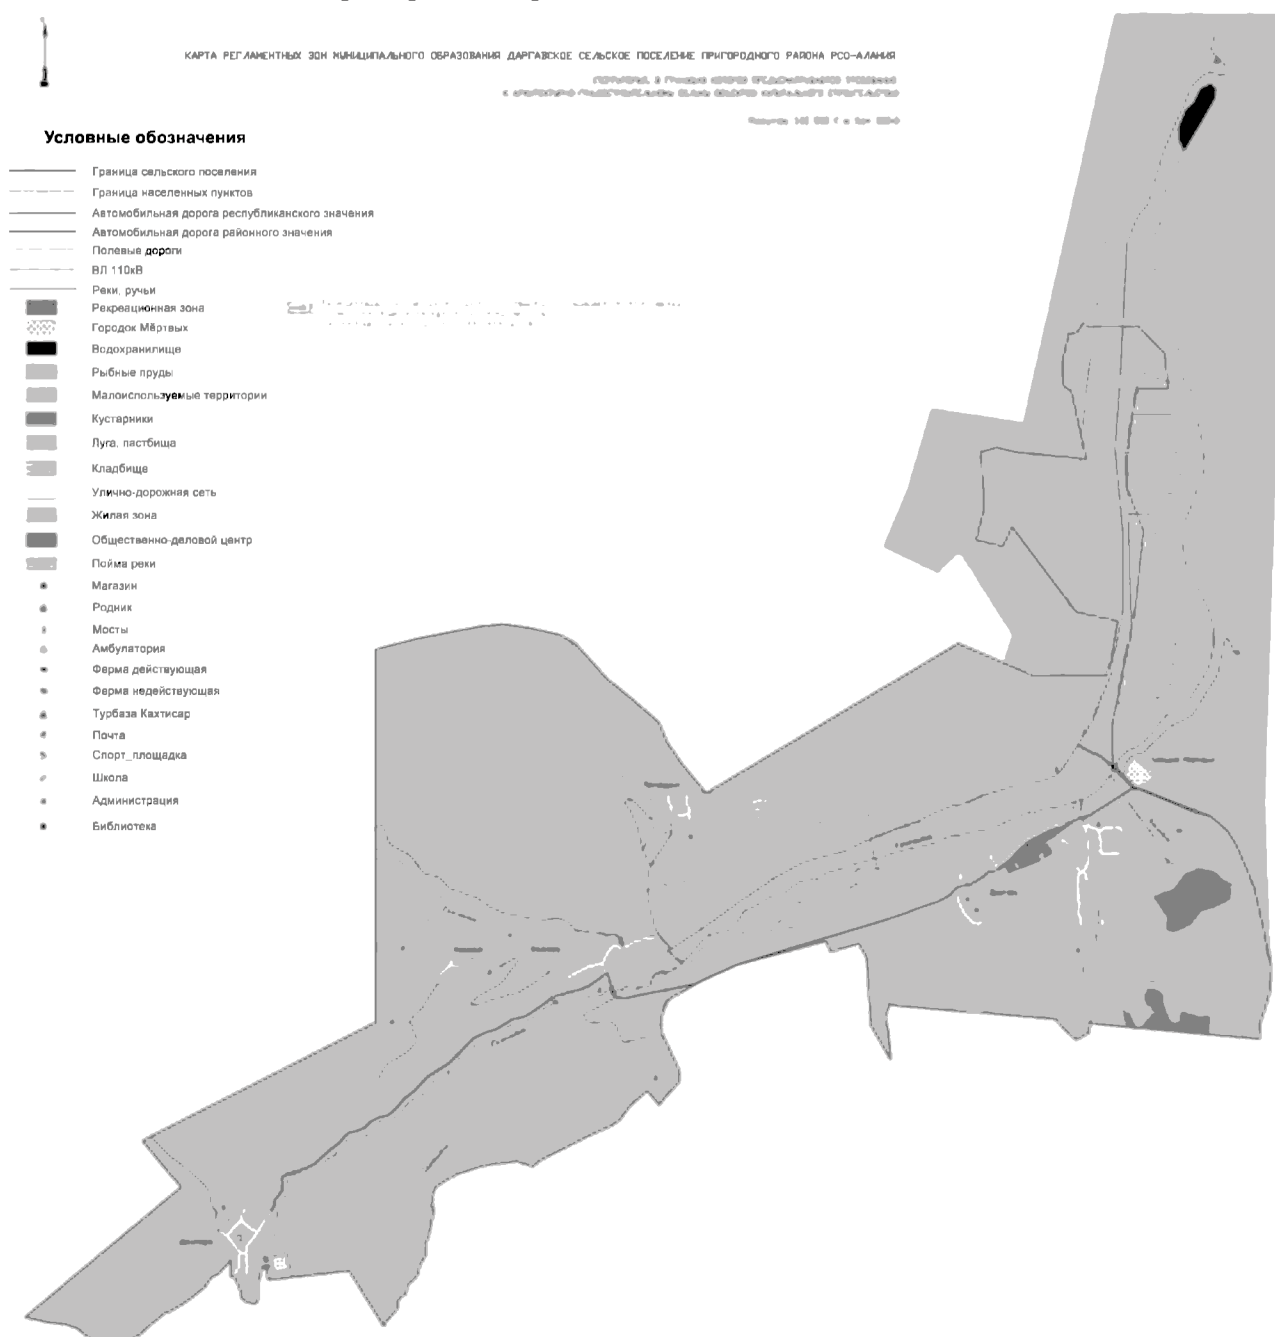 КАРТА РЕГЛАМЕНТНЫХ ЗОН МУНИЦИПАЛЬНОГО ОБРАЗОВАНИЯ ДАРГАВСКОЕ СЕЛЬСКОЕ ПОСЕЛЕНИЕ ПРИГОРОДНОГО РАЙОНА РСО-АЛАНИЯ
Условные обозначения
Граница сельского поселения
Граница населенных пунктов
Автомобильная дорога республиканского значения
Автомобильная дорога районного значения
Полевые дороги
ВЛ 110кВ
Реки, ручьи
Рекреационная зона
Городок Мёртвых
Водохранилище
Рыбные пруды
Малоиспользуемые территории
Кустарники
Луга, пастбища
Кладбище
Улично-дорожная сеть
Жилая зона
Общественно-деловой центр
Пойма реки
Магазин
Родник
Мосты
Амбулатория
Ферма действующая
Ферма недействующая
Турбаза Кахтисар
Почта
Спорт_площадка
Школа
Администрация
Библиотека